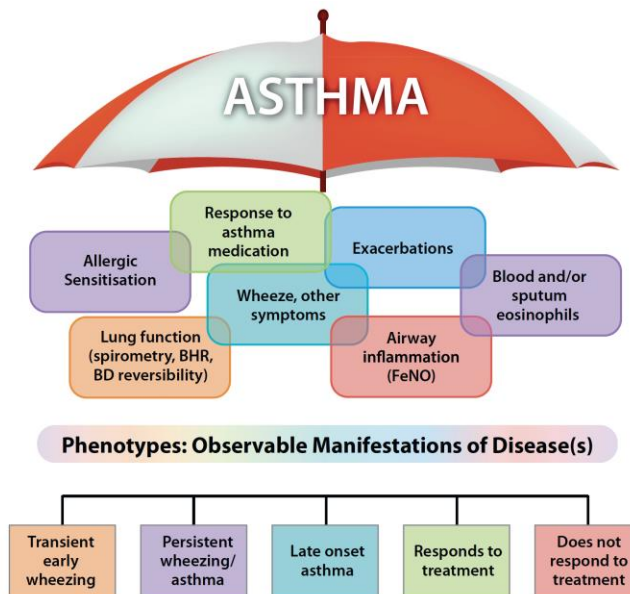 ASTHMA
Response to
asthma
medication
Exacerbations
Allergic
Sensitisation
Blood and/or
sputum
eosinophils
Wheeze, other
symptoms
Lung function
(spirometry, BHR,
BD reversibility)
Airway
inflammation
(FeNO)
Phenotypes: Observable Manifestations of Disease(s)
Transient
early
wheezing
Persistent
wheezing/
asthma
Late onset
asthma
Responds to
treatment
Does not
respond to
treatment